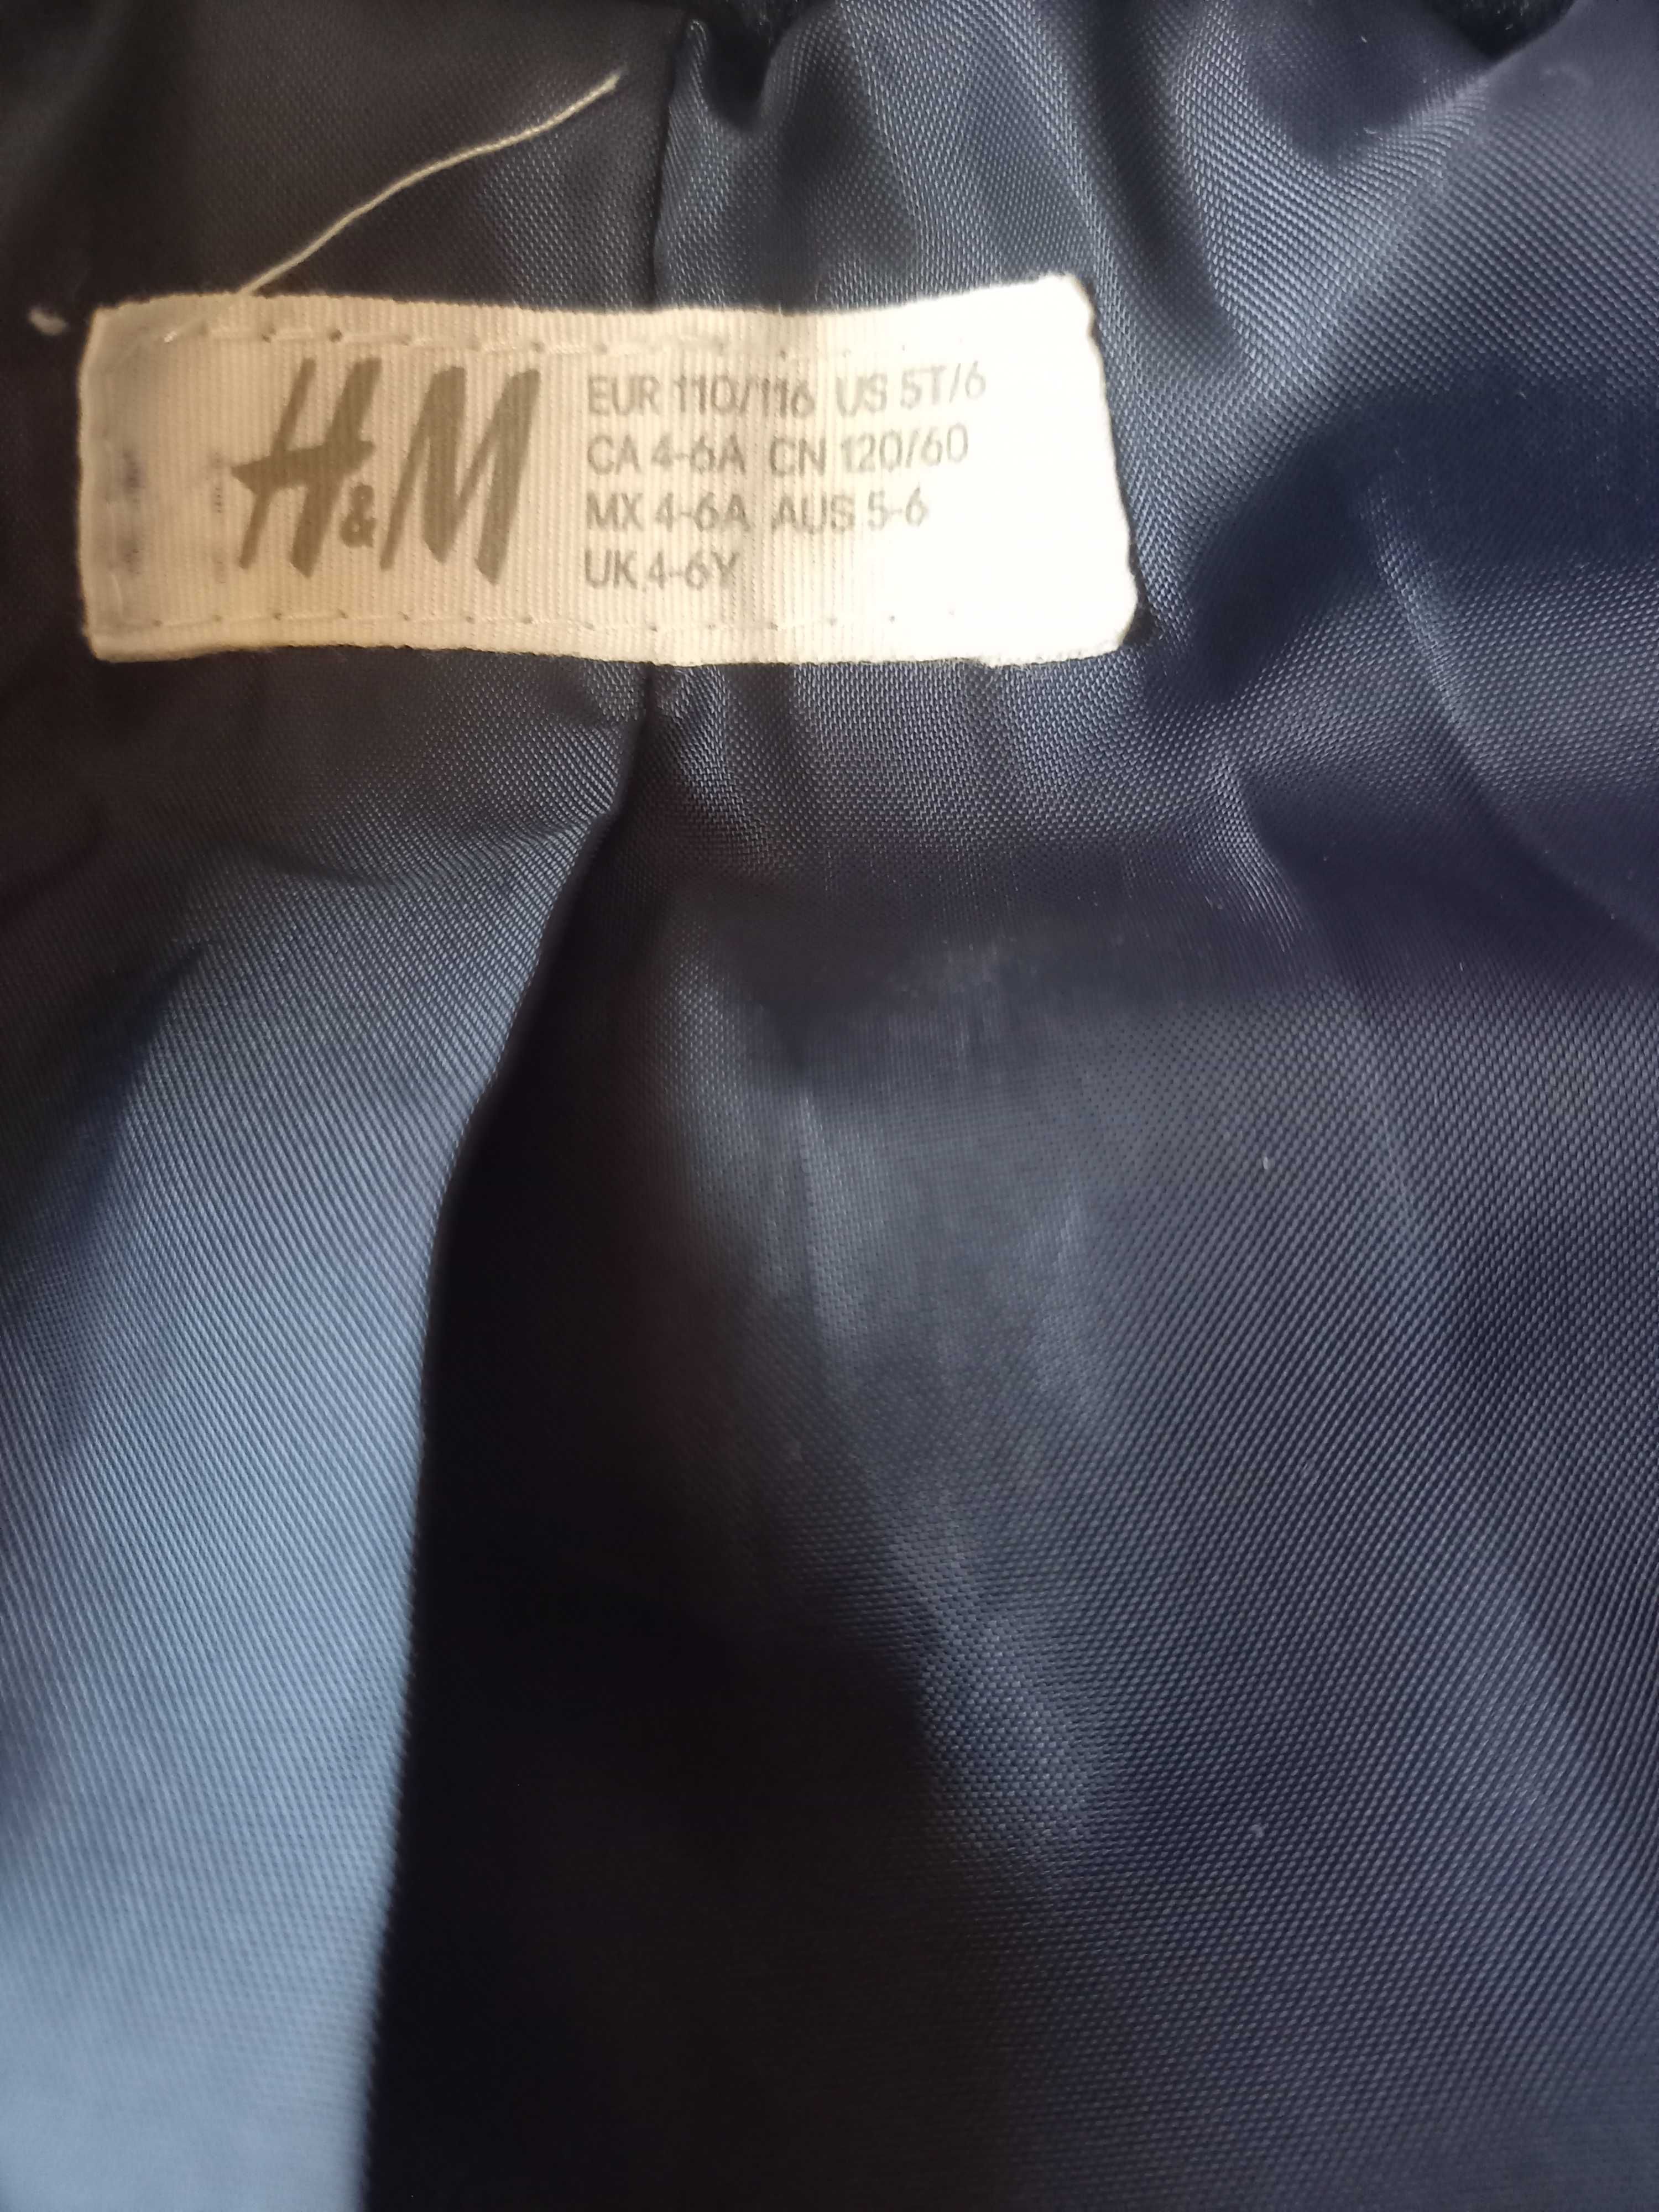 H&M
EUR 110/116 US 5T/6
CA 4-6A CN 120/60
MX 4-6A AUS 5-6
UK 4-6Y